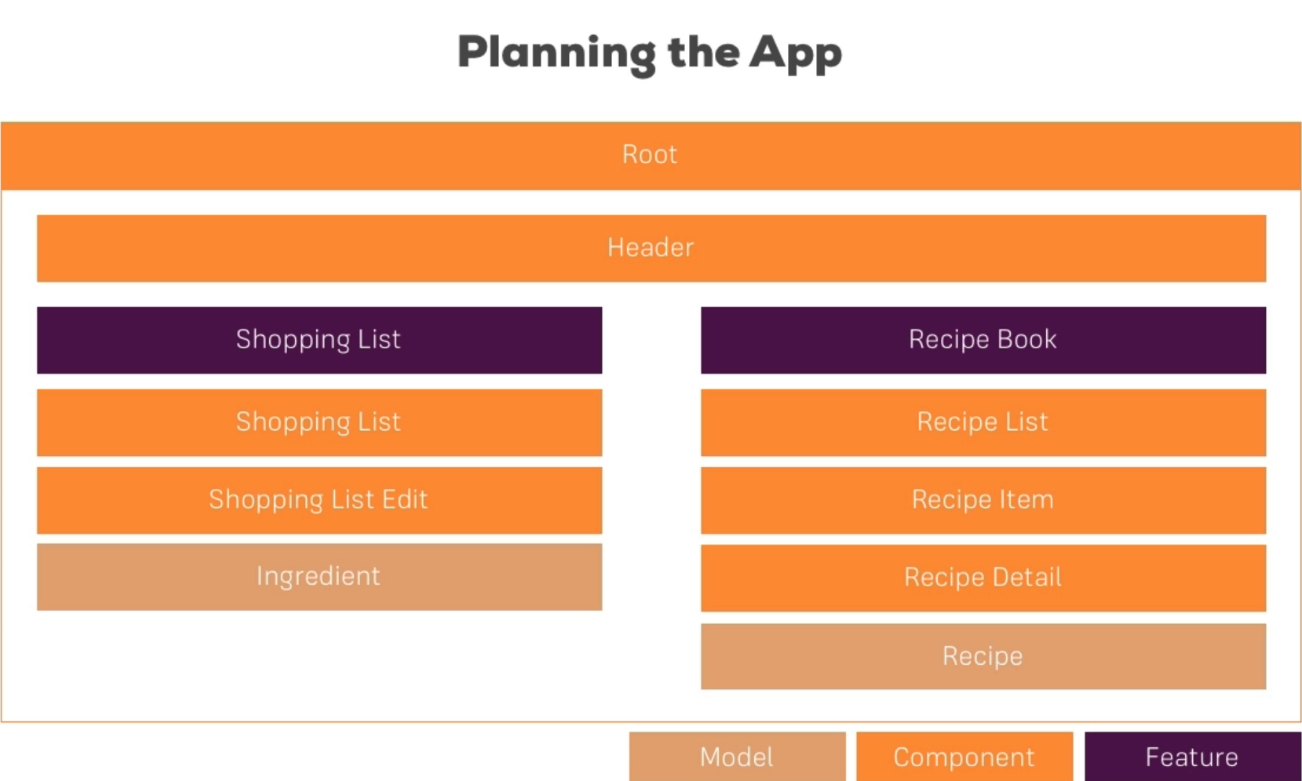 Planning the App
Root
Header
Shopping List
Shopping List
Shopping List Edit
Ingredient
Recipe Book
Recipe List
Recipe Item
Recipe Detail
Recipe
Model
Component
Feature